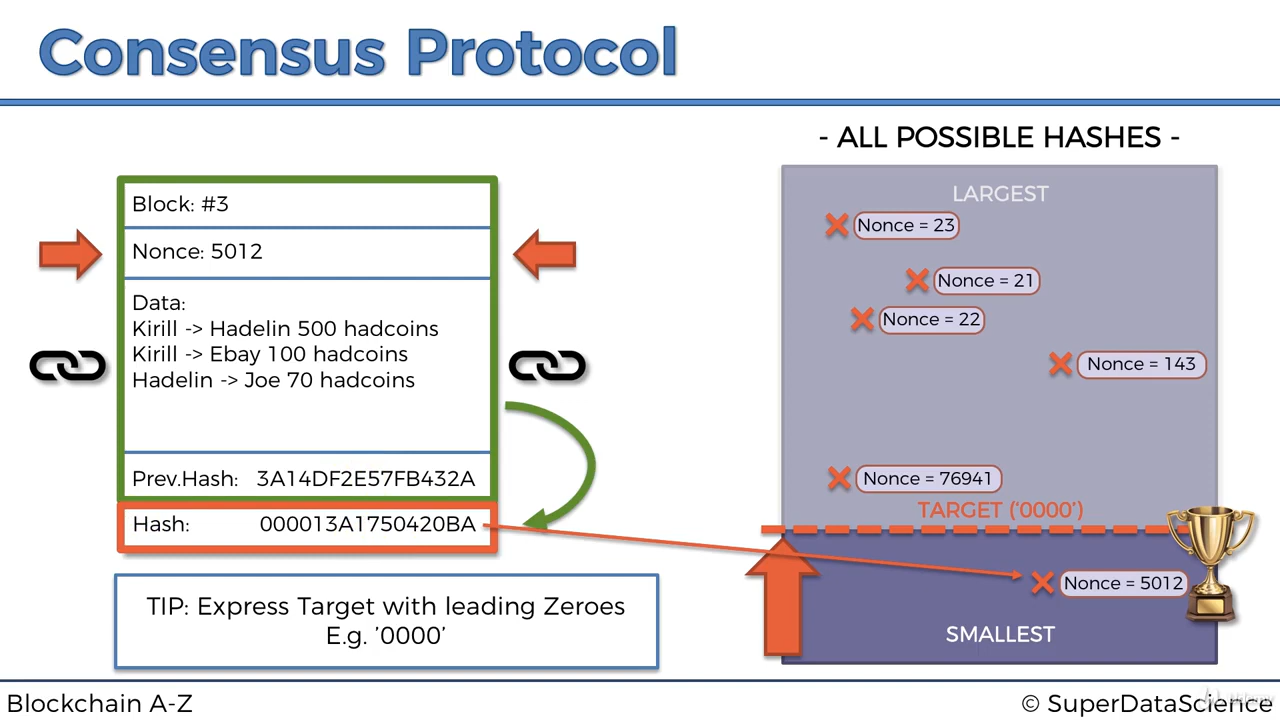 Consensus Protocol
Block: #3
Nonce: 5012
Data:
Kirill -> Hadelin 500 hadcoins
Kirill -> Ebay 100 hadcoins
Hadelin -> Joe 70 hadcoins
Prev.Hash: 3A14DF2E57FB432A
Hash: 000013A1750420BA
TIP: Express Target with leading Zeroes
E.g. '0000'
- ALL POSSIBLE HASHES -
LARGEST
Nonce = 23
Nonce = 21
Nonce = 22
Nonce = 143
Nonce = 76941
TARGET ('0000')
Nonce = 5012
SMALLEST
Blockchain A-Z
© SuperDataScience